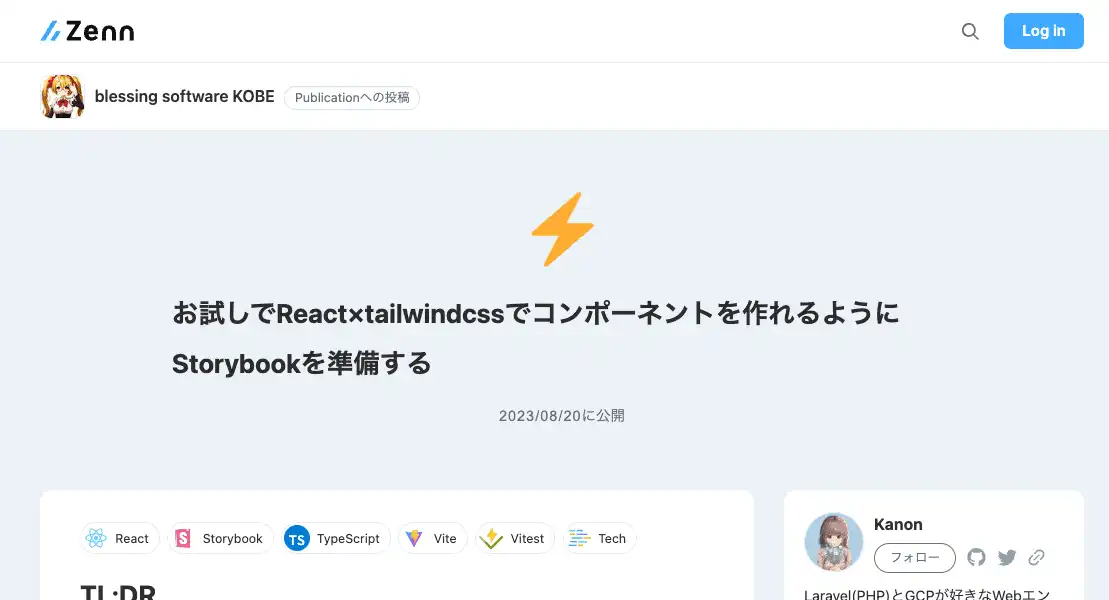 Zenn
Log in
blessing software KOBE
Publicationへの投稿
お試しでReact×tailwindcssでコンポーネントを作れるように
Storybookを準備する
2023/08/20に公開
React
Storybook
TS TypeScript
Vite
Vitest
Tech
TL;DR
Kanon
フォロー
Laravel(PHP)とGCPが好きなWebエン